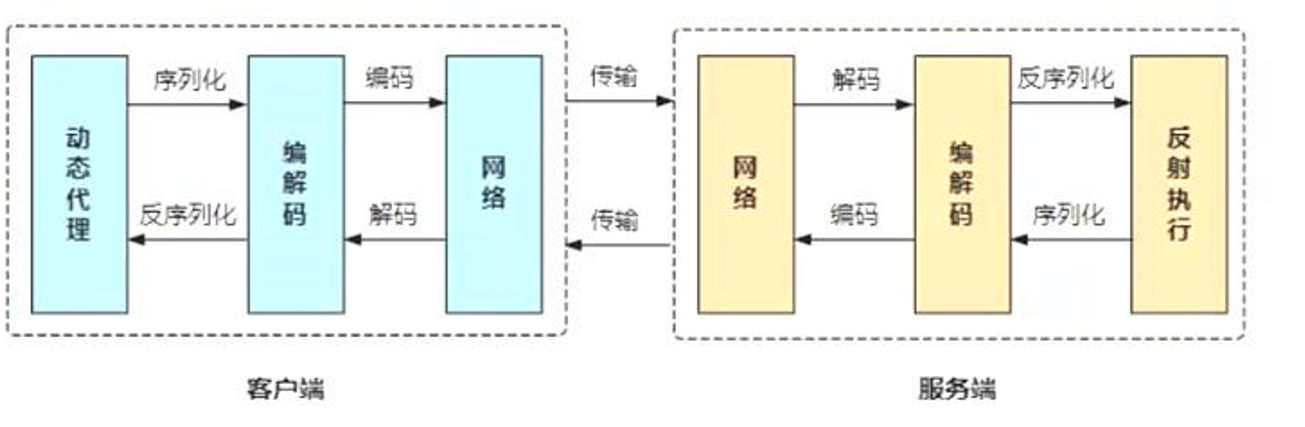 序列化
编码
传输
解码
反序列化
动态代理
编解码
网络
网络
编解码
反射执行
反序列化
解码
传输
编码
序列化
客户端
服务端